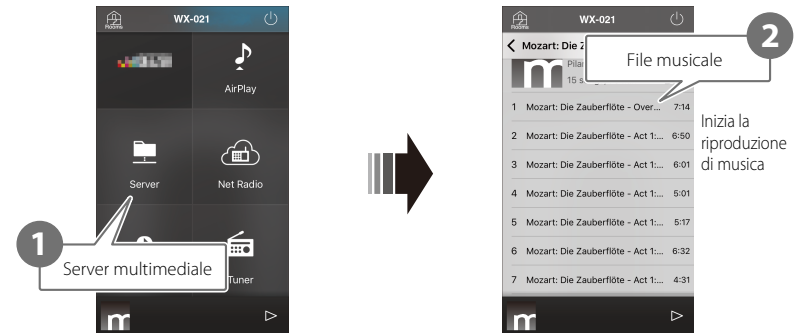 Rooms
WX-021
AirPlay
Server
Net Radio
1
Server multimediale
Tuner
m
Rooms
WX-021
2
Mozart: Die Z
File musicale
m
15 s
1 Mozart: Die Zauberflöte - Over... 7:14
2 Mozart: Die Zauberflöte - Act 1:... 6:50
3 Mozart: Die Zauberflöte - Act 1:... 6:01
4 Mozart: Die Zauberflöte - Act 1:... 5:01
5 Mozart: Die Zauberflöte - Act 1:... 5:17
6 Mozart: Die Zauberflöte - Act 1:... 6:32
7 Mozart: Die Zauberflöte - Act 1:... 4:31
m
Inizia la
riproduzione
di musica